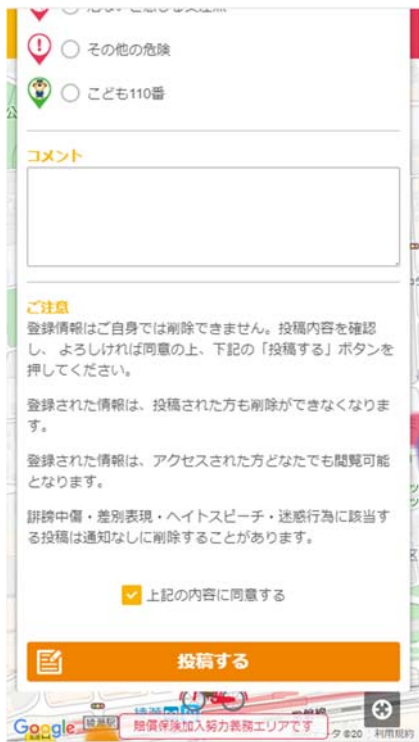 その他の危険
こども110番
コメント
ご注意
登録情報はご自身では削除できません。投稿内容を確認
し、 よろしければ同意の上、下記の「投稿する」ボタンを
押してください。
登録された情報は、投稿された方も削除ができなくなりま
す。
登録された情報は、アクセスされた方どなたでも閲覧可能
となります。
誹謗中傷・差別表現・ヘイトスピーチ・迷惑行為に該当す
る投稿は通知なしに削除することがあります。
上記の内容に同意する
投稿する
Google
賠償保険加入努力義務エリアです
利用規約